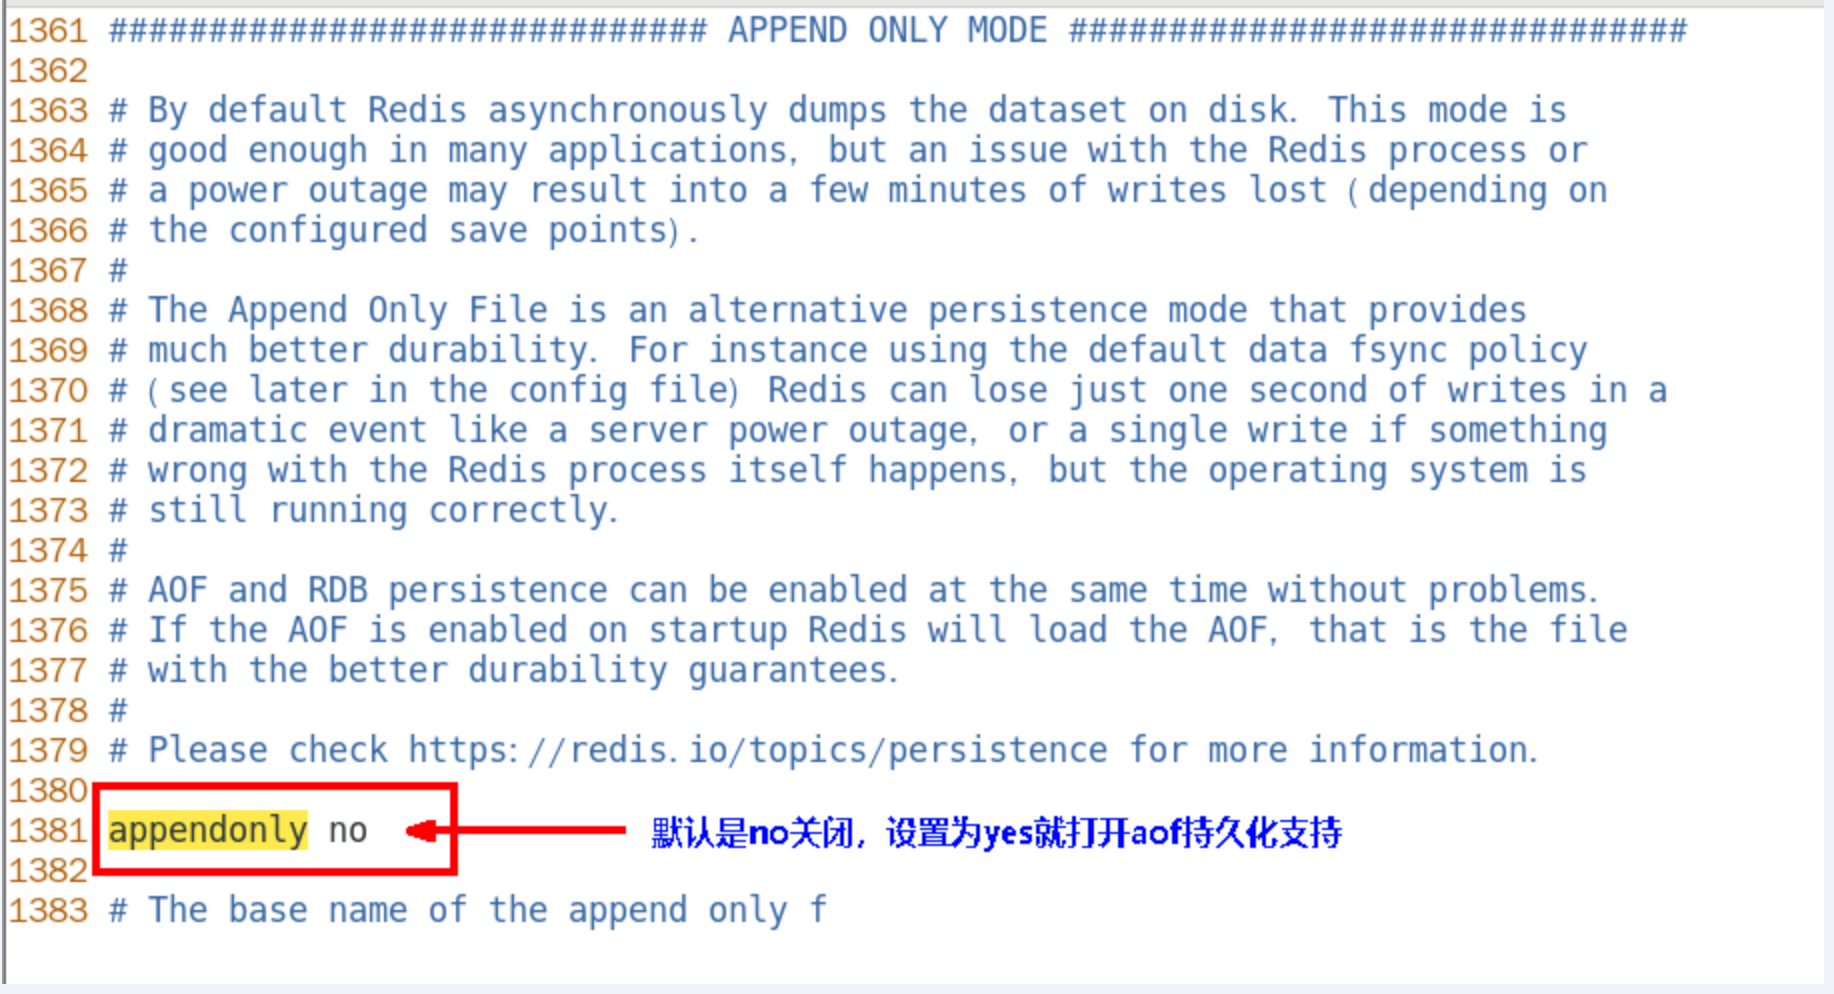 1361 ############################## APPEND ONLY MODE ###############################
1362
1363 # By default Redis asynchronously dumps the dataset on disk. This mode is
1364 # good enough in many applications, but an issue with the Redis process or
1365 # a power outage may result into a few minutes of writes lost (depending on
1366 # the configured save points).
1367 #
1368 # The Append Only File is an alternative persistence mode that provides
1369 # much better durability. For instance using the default data fsync policy
1370 # (see later in the config file) Redis can lose just one second of writes in a
1371 # dramatic event like a server power outage, or a single write if something
1372 # wrong with the Redis process itself happens, but the operating system is
1373 # still running correctly.
1374 #
1375 # AOF and RDB persistence can be enabled at the same time without problems.
1376 # If the AOF is enabled on startup Redis will load the AOF, that is the file
1377 # with the better durability guarantees.
1378 #
1379 # Please check https://redis.io/topics/persistence for more information.
1380
1381 appendonly no 默认是no关闭，设置为yes就打开aof持久化支持
1382
1383 # The base name of the append only f